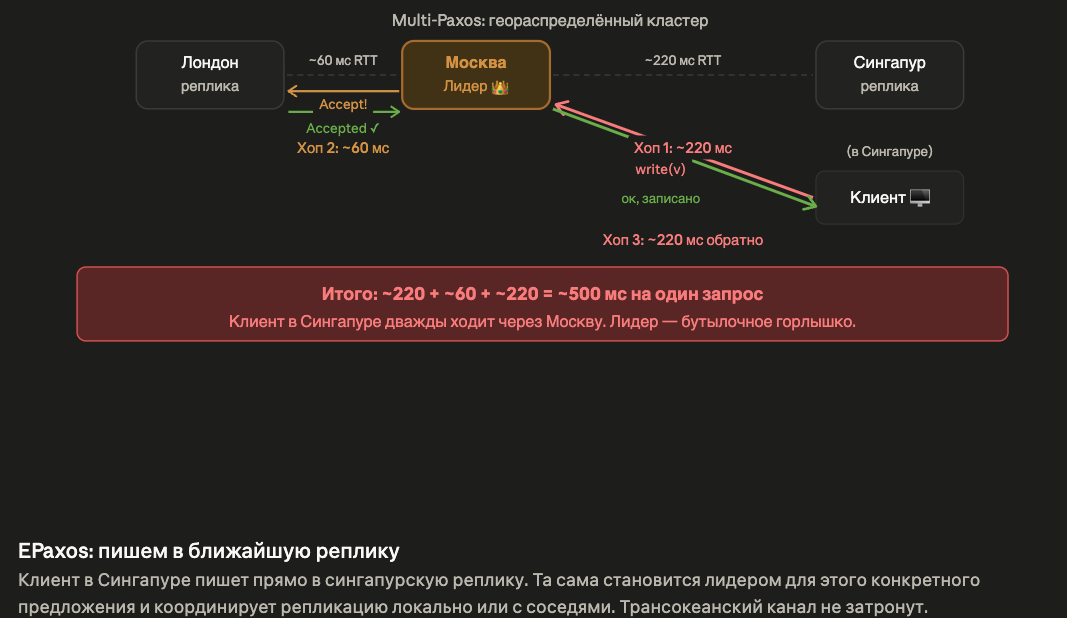 Multi-Paxos: геораспределённый кластер
Лондон
реплика
~60 мс RTT
Москва
Лидер
~220 мс RTT
Сингапур
реплика
Accept!
Accepted ✓
Хоп 2: ~60 мс
Хоп 1: ~220 мс
write(v)
(в Сингапуре)
Клиент
ок, записано
Хоп 3: ~220 мс обратно
Итого: ~220 + ~60 + ~220 = ~500 мс на один запрос
Клиент в Сингапуре дважды ходит через Москву. Лидер — бутылочное горлышко.
EPaxos: пишем в ближайшую реплику
Клиент в Сингапуре пишет прямо в сингапурскую реплику. Та сама становится лидером для этого конкретного
предложения и координирует репликацию локально или с соседями. Трансокеанский канал не затронут.